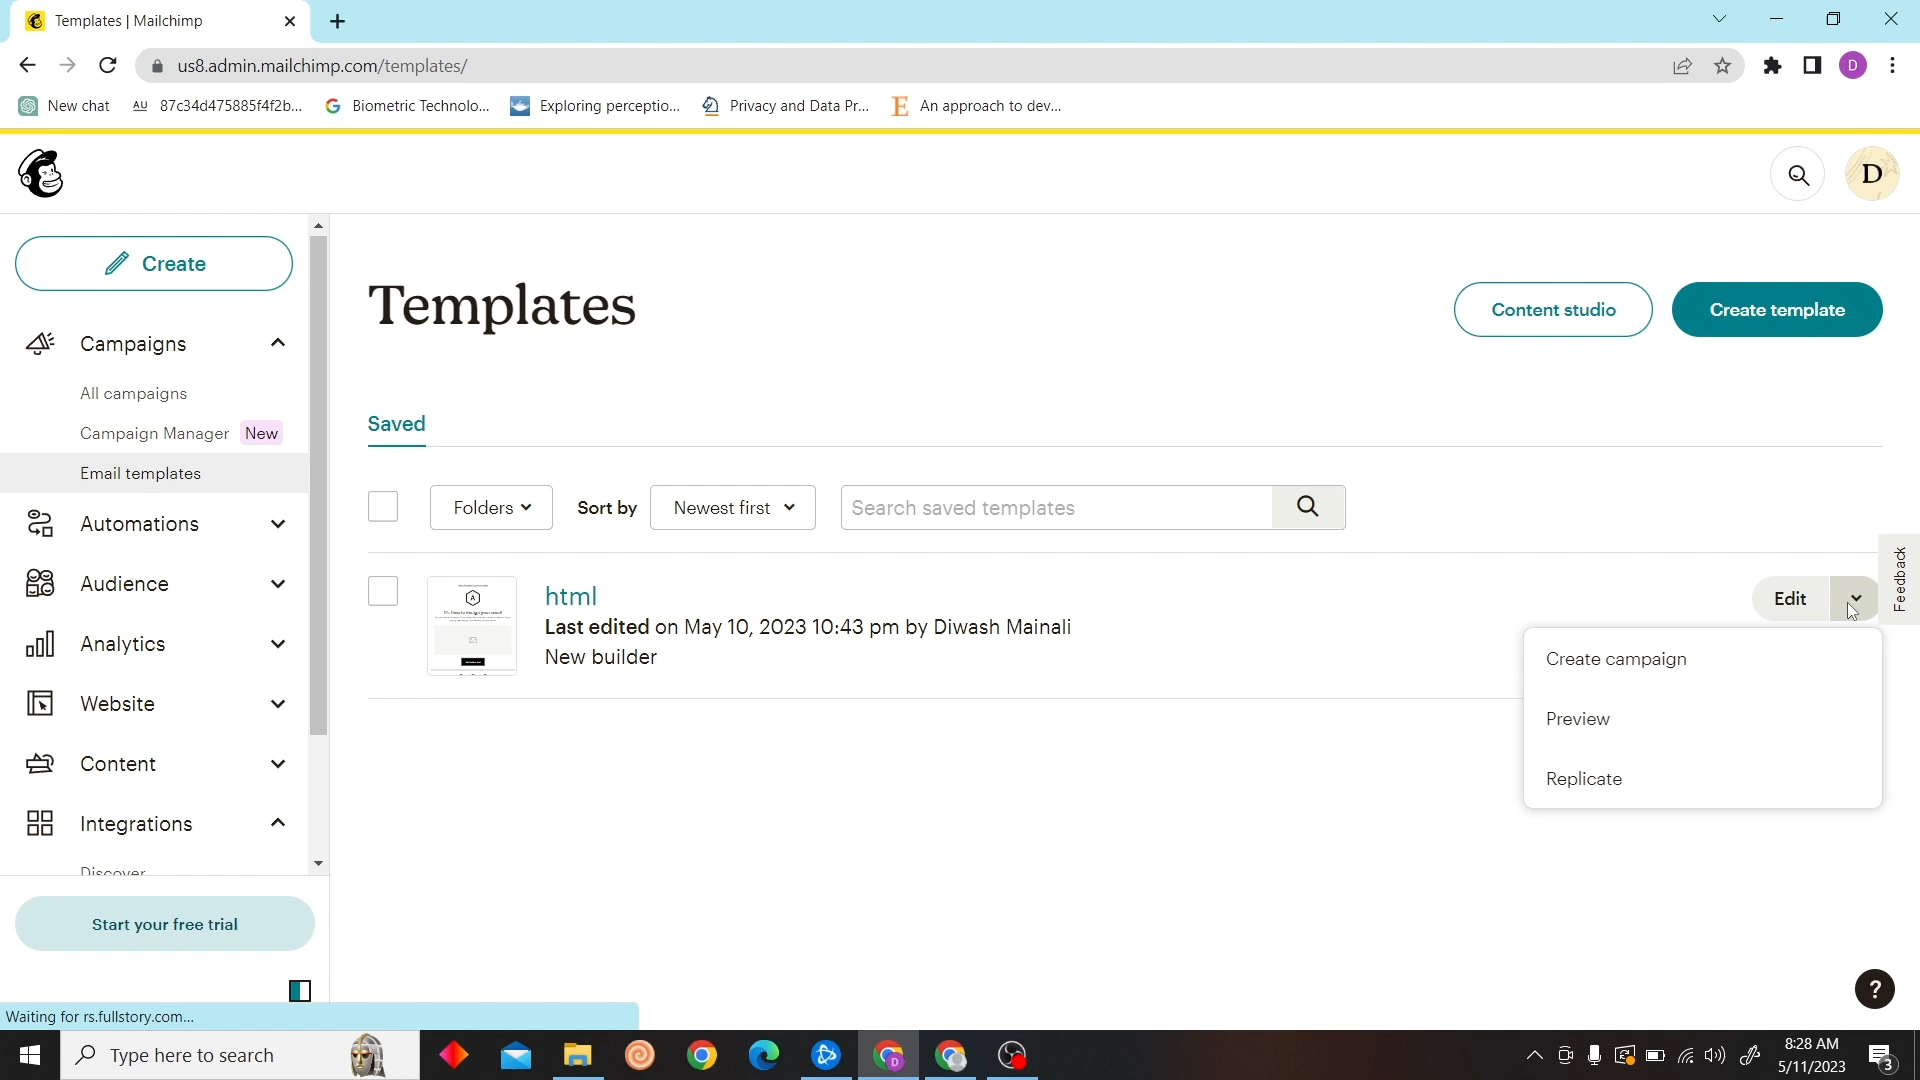 Templates | Mailchimp
us8.admin.mailchimp.com/templates/
D
New chat
AU 87c34d475885f4f2b...
Biometric Technolo...
Exploring perceptio...
Privacy and Data Pr...
E An approach to dev...
D
Create
Templates
Content studio
Create template
Campaigns
All campaigns
Campaign Manager New
Email templates
Saved
Folders
Sort by
Newest first
Search saved templates
Automations
Audience
Analytics
Website
Content
Integrations
Discover
html
Last edited on May 10, 2023 10:43 pm by Diwash Mainali
New builder
Edit
Feedback
Create campaign
Preview
Replicate
Start your free trial
?
Waiting for rs.fullstory.com...
Type here to search
8:28 AM
5/11/2023
3